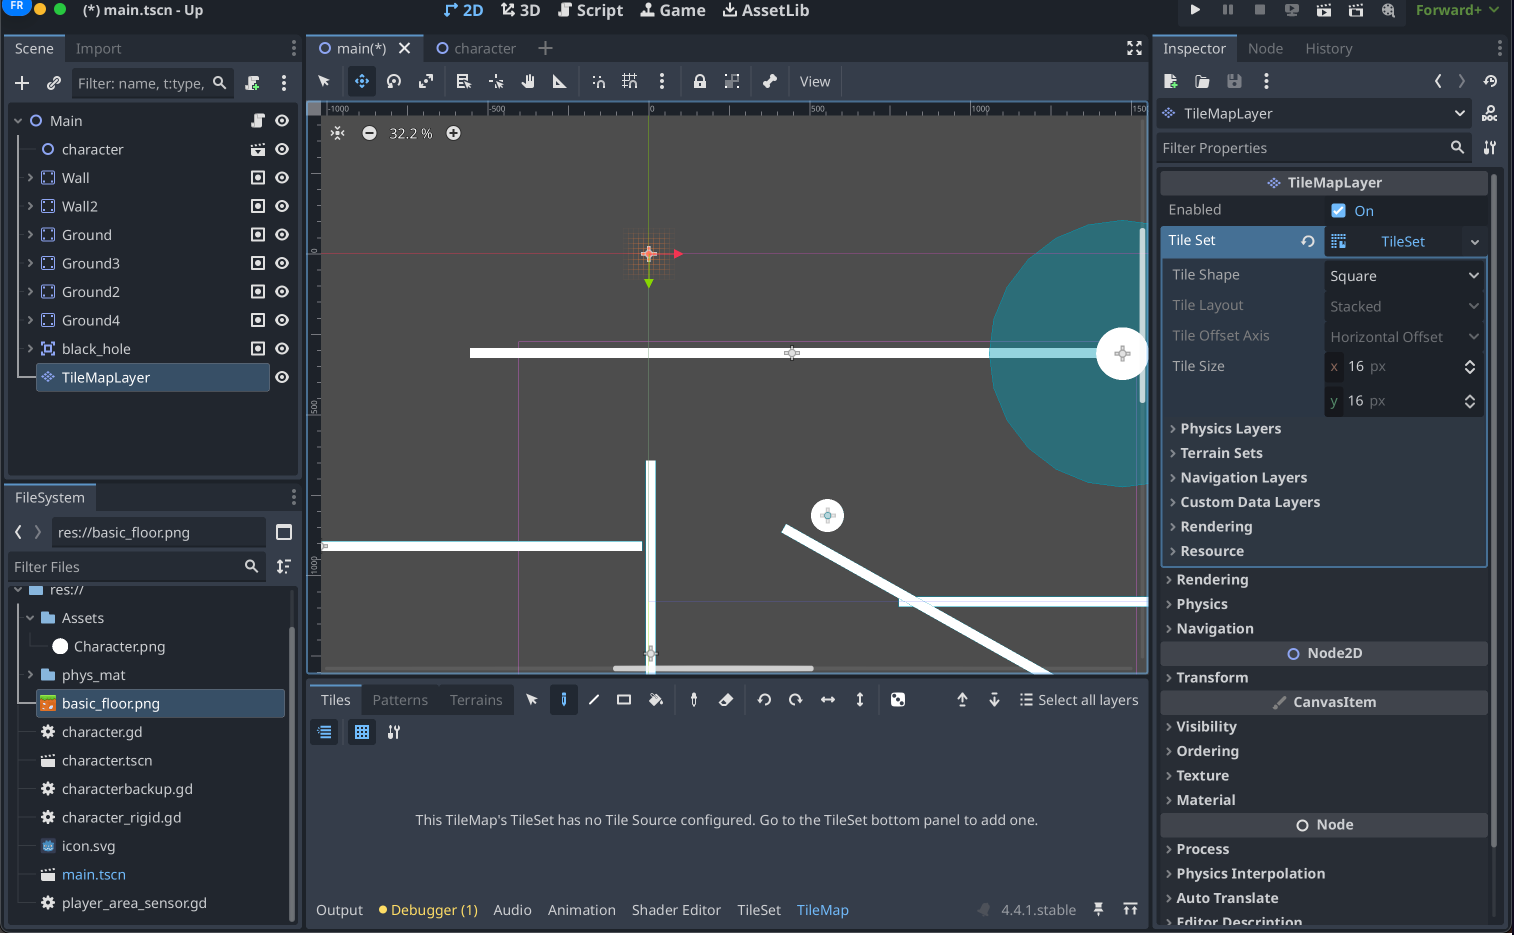 FR
(*) main.tscn - Up
2D
3D
Script
Game
AssetLib
Forward+
Scene
Import
Filter: name, t:type,
Main
character
Wall
Wall2
Ground
Ground3
Ground2
Ground4
black_hole
TileMapLayer
FileSystem
res://basic_floor.png
Filter Files
res://
Assets
Character.png
phys_mat
basic_floor.png
character.gd
character.tscn
characterbackup.gd
character_rigid.gd
icon.svg
main.tscn
player_area_sensor.gd
main(*)
character
View
-1000
-500
0
500
1000
150
0
500
1000
32.2 %
Tiles
Patterns
Terrains
Select all layers
This TileMap's TileSet has no Tile Source configured. Go to the TileSet bottom panel to add one.
Output
Debugger (1)
Audio
Animation
Shader Editor
TileSet
TileMap
4.4.1.stable
Inspector
Node
History
TileMapLayer
DOC
Filter Properties
TileMapLayer
Enabled
On
Tile Set
TileSet
Tile Shape
Square
Tile Layout
Stacked
Tile Offset Axis
Horizontal Offset
Tile Size
x 16 px
y 16 px
Physics Layers
Terrain Sets
Navigation Layers
Custom Data Layers
Rendering
Resource
Rendering
Physics
Navigation
Node2D
Transform
CanvasItem
Visibility
Ordering
Texture
Material
Node
Process
Physics Interpolation
Auto Translate
Editor Description